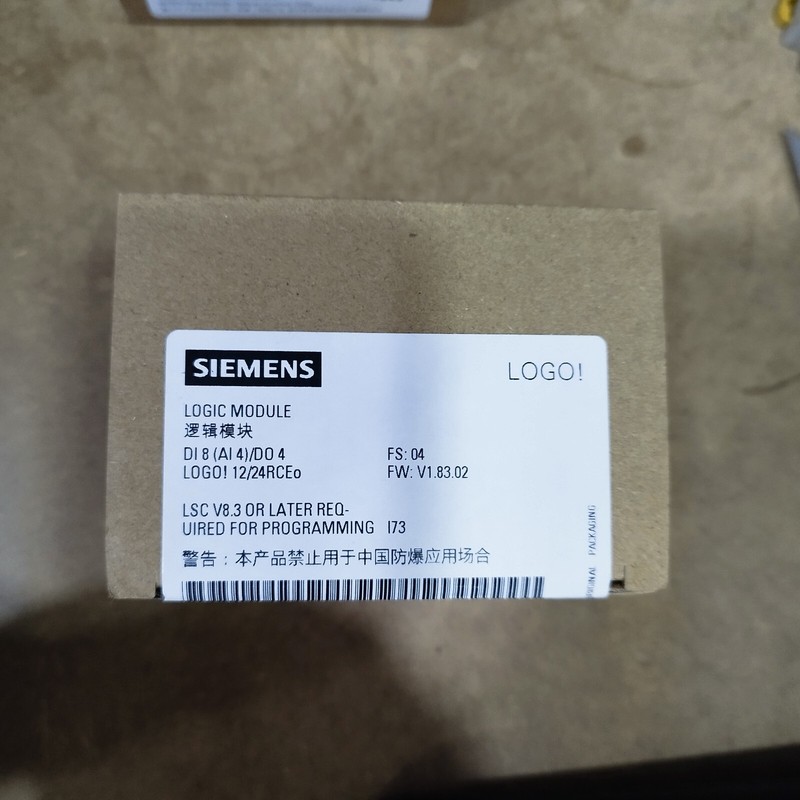 SIEMENS
LOGO!
LOGIC MODULE
逻辑模块
DI 8 (AI 4)/DO 4
FS: 04
LOGO! 12/24RCEo
FW: V1.83.02
LSC V8.3 OR LATER REQ-
UIRED FOR PROGRAMMING I73
警告：本产品禁止用于中国防爆应用场合
PACKAGING